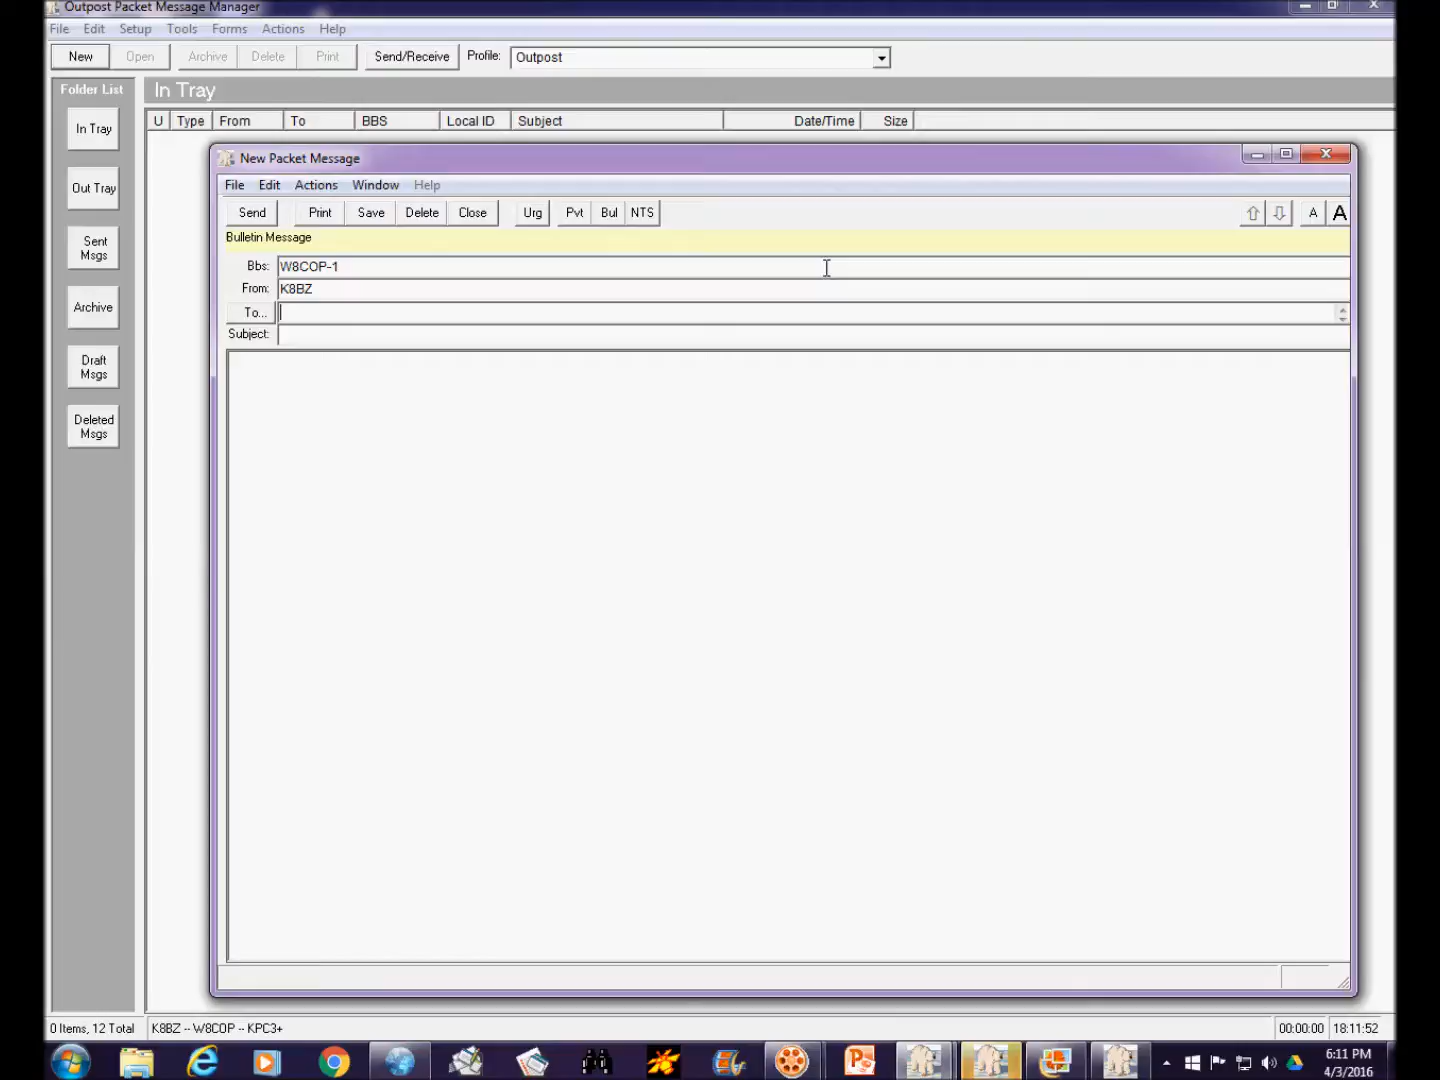 Outpost Packet Message Manager
File Edit Setup Tools Forms Actions Help
New Open Archive Delete Print Send/Receive Profile: Outpost
Folder List In Tray
U Type From To BBS Local ID Subject Date/Time Size
In Tray
Out Tray
Sent
Msgs
Archive
Draft
Msgs
Deleted
Msgs
New Packet Message
File Edit Actions Window Help
Send Print Save Delete Close Urg Pvt Bul NTS A A
Bulletin Message
Bbs: W8COP-1
From: K8BZ
To...
Subject:
0 Items, 12 Total K8BZ -- W8COP -- KPC3+ 00:00:00 18:11:52
6:11 PM
4/3/2016